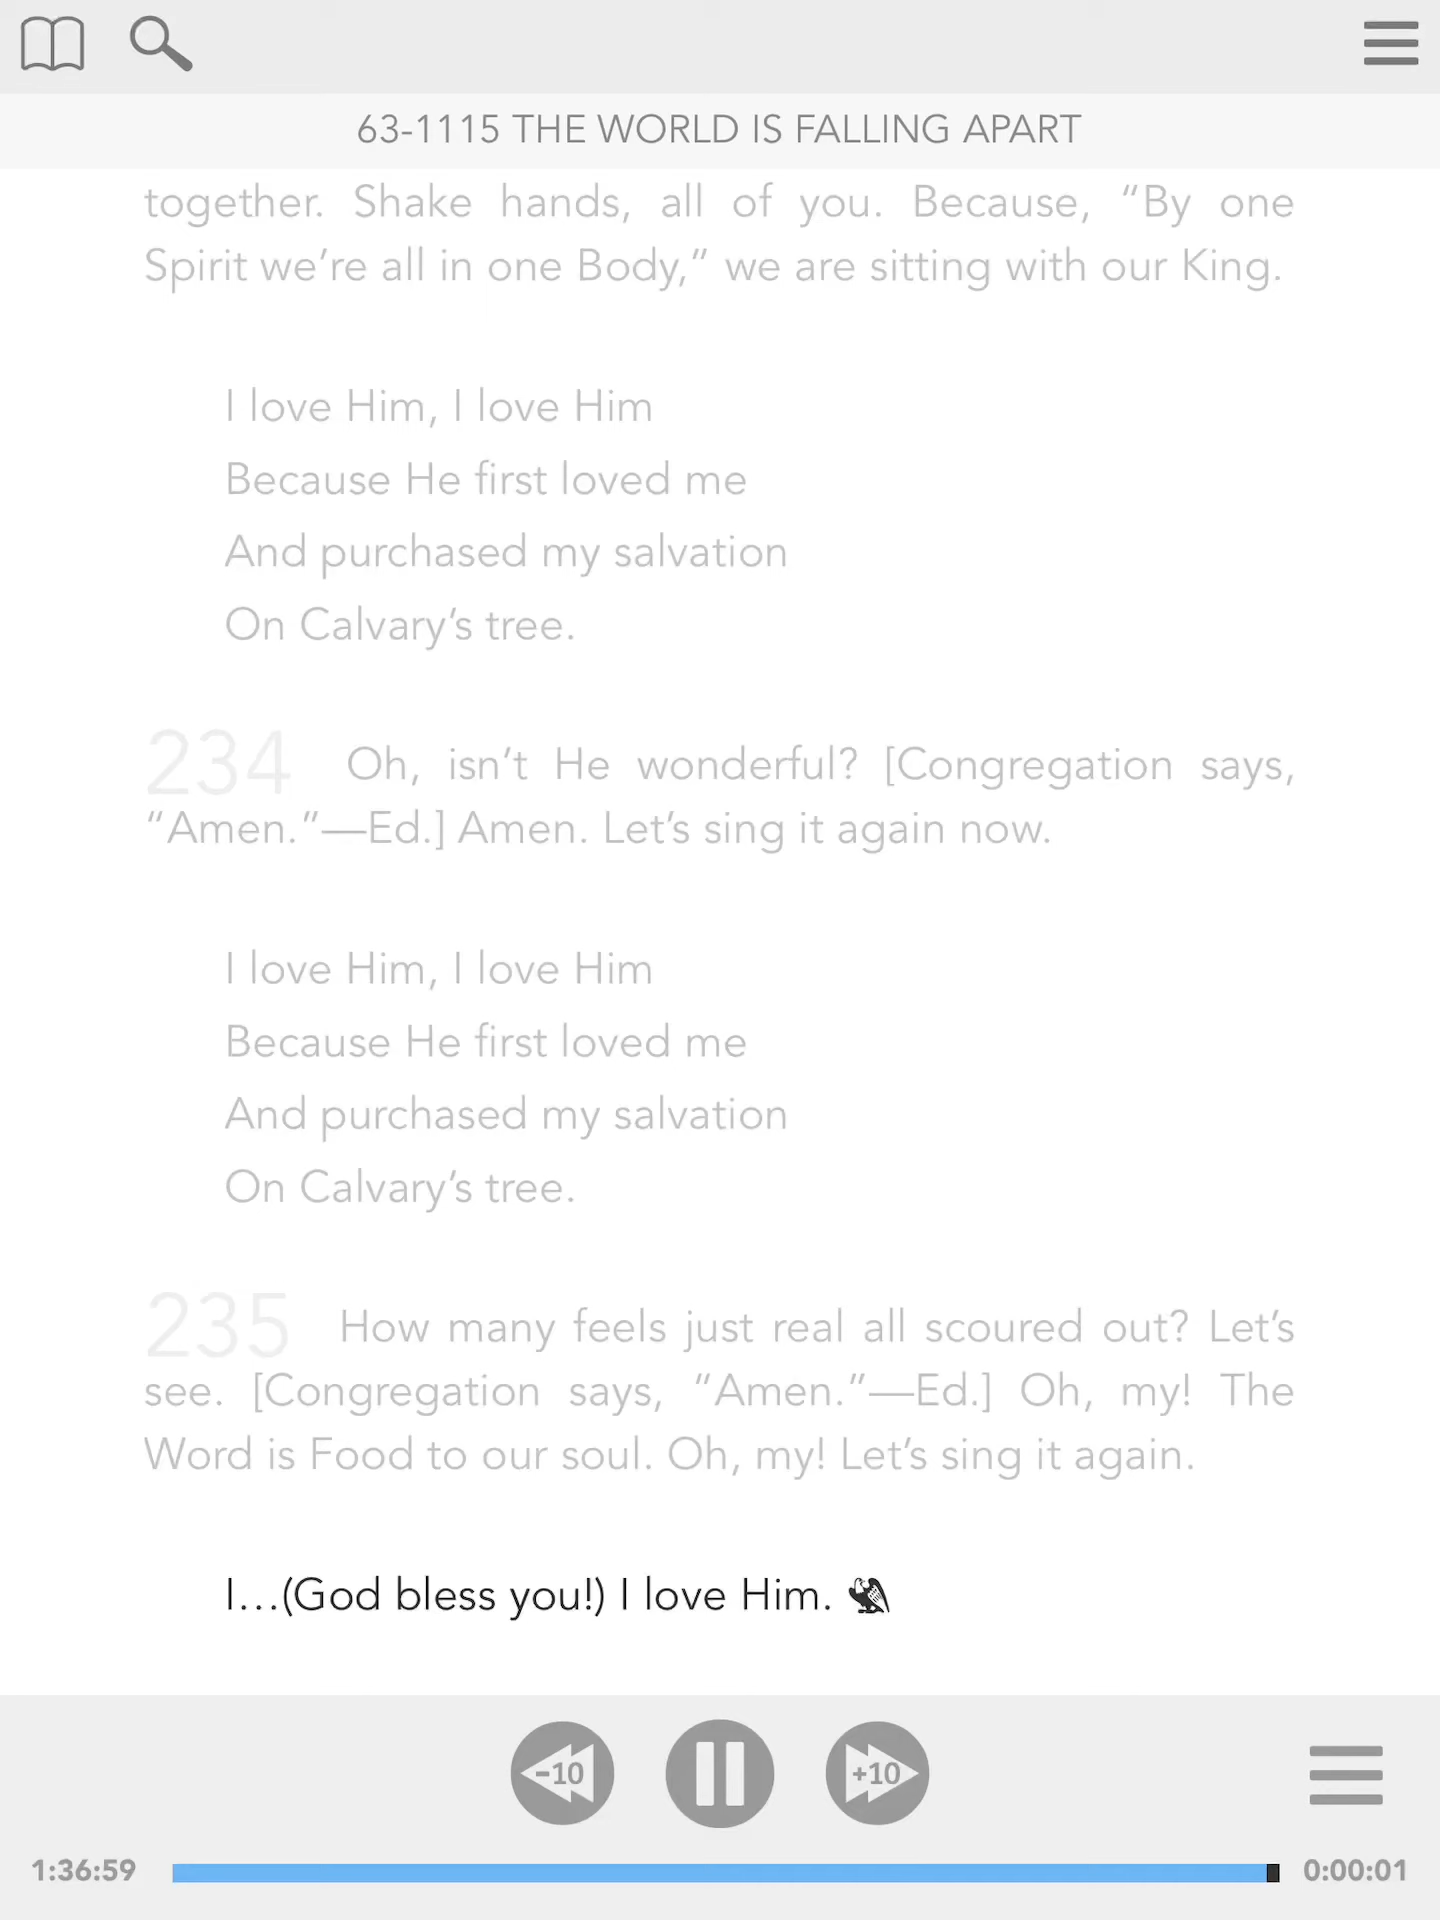 63-1115 THE WORLD IS FALLING APART
together. Shake hands, all of you. Because, “By one
Spirit we’re all in one Body,” we are sitting with our King.
I love Him, I love Him
Because He first loved me
And purchased my salvation
On Calvary’s tree.
234 Oh, isn’t He wonderful? [Congregation says,
“Amen.”—Ed.] Amen. Let’s sing it again now.
I love Him, I love Him
Because He first loved me
And purchased my salvation
On Calvary’s tree.
235 How many feels just real all scoured out? Let’s
see. [Congregation says, “Amen.”—Ed.] Oh, my! The
Word is Food to our soul. Oh, my! Let’s sing it again.
I…(God bless you!) I love Him.
-10 +10
1:36:59 0:00:01